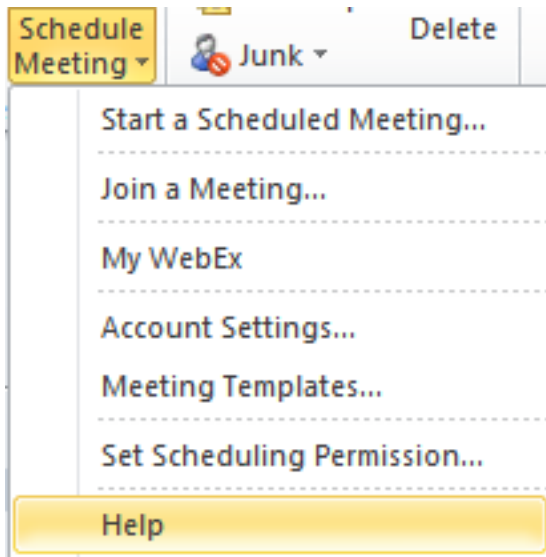 Schedule
Meeting
Junk
Delete
Start a Scheduled Meeting...
Join a Meeting...
My WebEx
Account Settings...
Meeting Templates...
Set Scheduling Permission...
Help